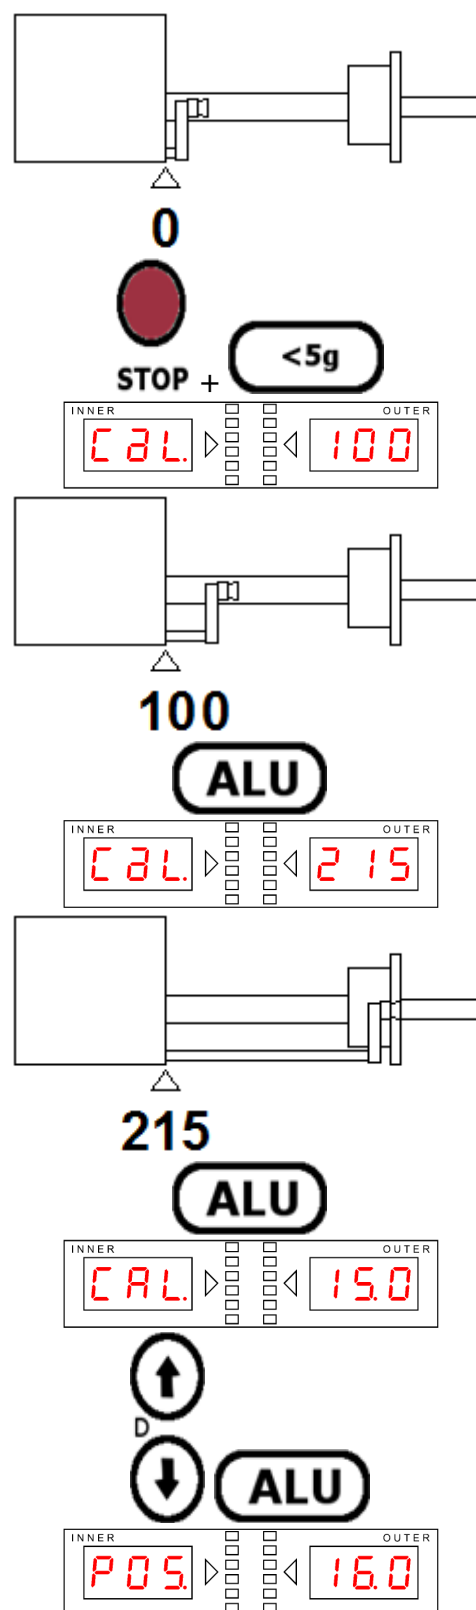 0
<5g
STOP +
INNER OUTER
CAL. 100
100
ALU
INNER OUTER
CAL. 215
215
ALU
INNER OUTER
CAL. 15.0
D
ALU
INNER OUTER
POS. 16.0